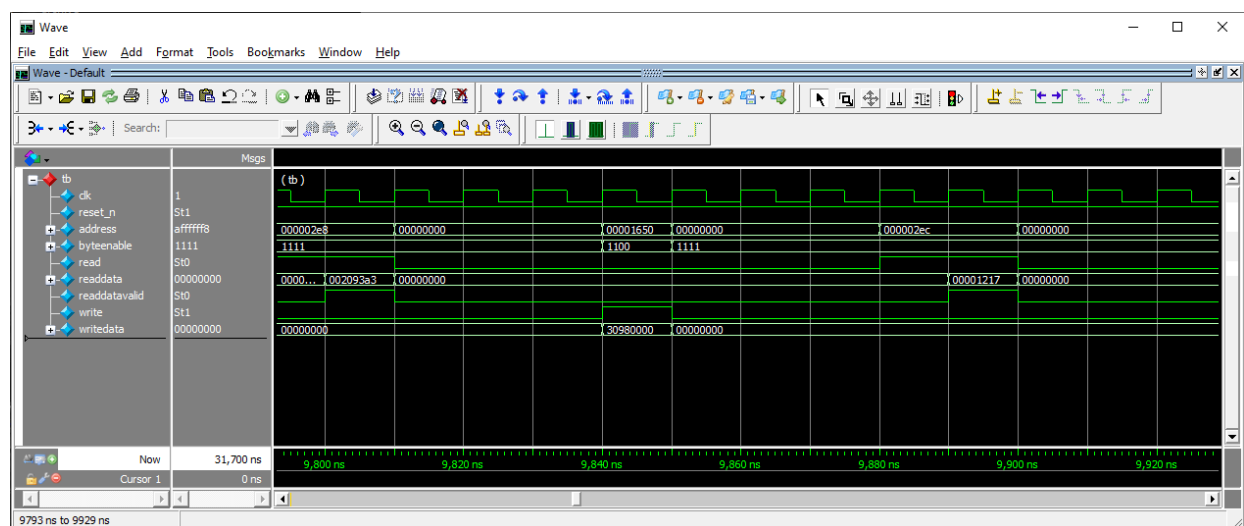 Wave
File Edit View Add Format Tools Bookmarks Window Help
Wave - Default
Search:
Msgs
tb (tb)
clk 1
reset_n St1
address affffff8 000002e8 00000000 00001650 00000000 000002ec 00000000
byteenable 1111 1111 1100 1111
read St0
readdata 00000000 0000... 002093a3 00000000 00001217 00000000
readdatavalid St0
write St1
writedata 00000000 00000000 30980000 00000000
Now 31,700 ns 9,800 ns 9,820 ns 9,840 ns 9,860 ns 9,880 ns 9,900 ns 9,920 ns
Cursor 1 0 ns
9793 ns to 9929 ns